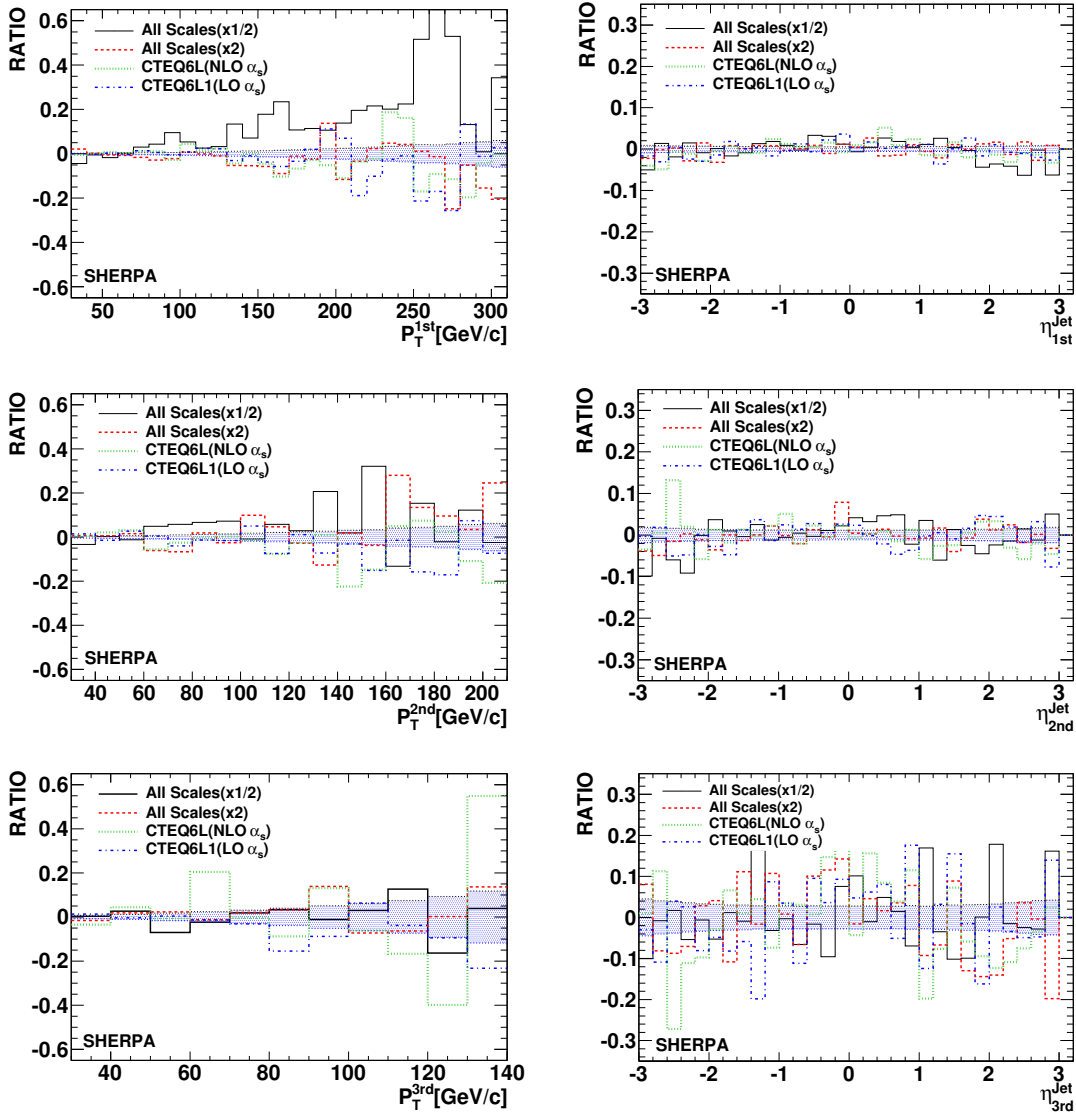 RATIO
0.6
0.4
0.2
0
-0.2
-0.4
-0.6
All Scales(x1/2)
All Scales(x2)
CTEQ6L(NLO αs)
CTEQ6L1(LO αs)
SHERPA
50 100 150 200 250 300
P_T^1st[GeV/c]
RATIO
0.3
0.2
0.1
0
-0.1
-0.2
-0.3
All Scales(x1/2)
All Scales(x2)
CTEQ6L(NLO αs)
CTEQ6L1(LO αs)
SHERPA
-3 -2 -1 0 1 2 3
η_1st^Jet
RATIO
0.6
0.4
0.2
0
-0.2
-0.4
-0.6
All Scales(x1/2)
All Scales(x2)
CTEQ6L(NLO αs)
CTEQ6L1(LO αs)
SHERPA
40 60 80 100 120 140 160 180 200
P_T^2nd[GeV/c]
RATIO
0.3
0.2
0.1
0
-0.1
-0.2
-0.3
All Scales(x1/2)
All Scales(x2)
CTEQ6L(NLO αs)
CTEQ6L1(LO αs)
SHERPA
-3 -2 -1 0 1 2 3
η_2nd^Jet
RATIO
0.6
0.4
0.2
0
-0.2
-0.4
-0.6
All Scales(x1/2)
All Scales(x2)
CTEQ6L(NLO αs)
CTEQ6L1(LO αs)
SHERPA
40 60 80 100 120 140
P_T^3rd[GeV/c]
RATIO
0.3
0.2
0.1
0
-0.1
-0.2
-0.3
All Scales(x1/2)
All Scales(x2)
CTEQ6L(NLO αs)
CTEQ6L1(LO αs)
SHERPA
-3 -2 -1 0 1 2 3
η_3rd^Jet